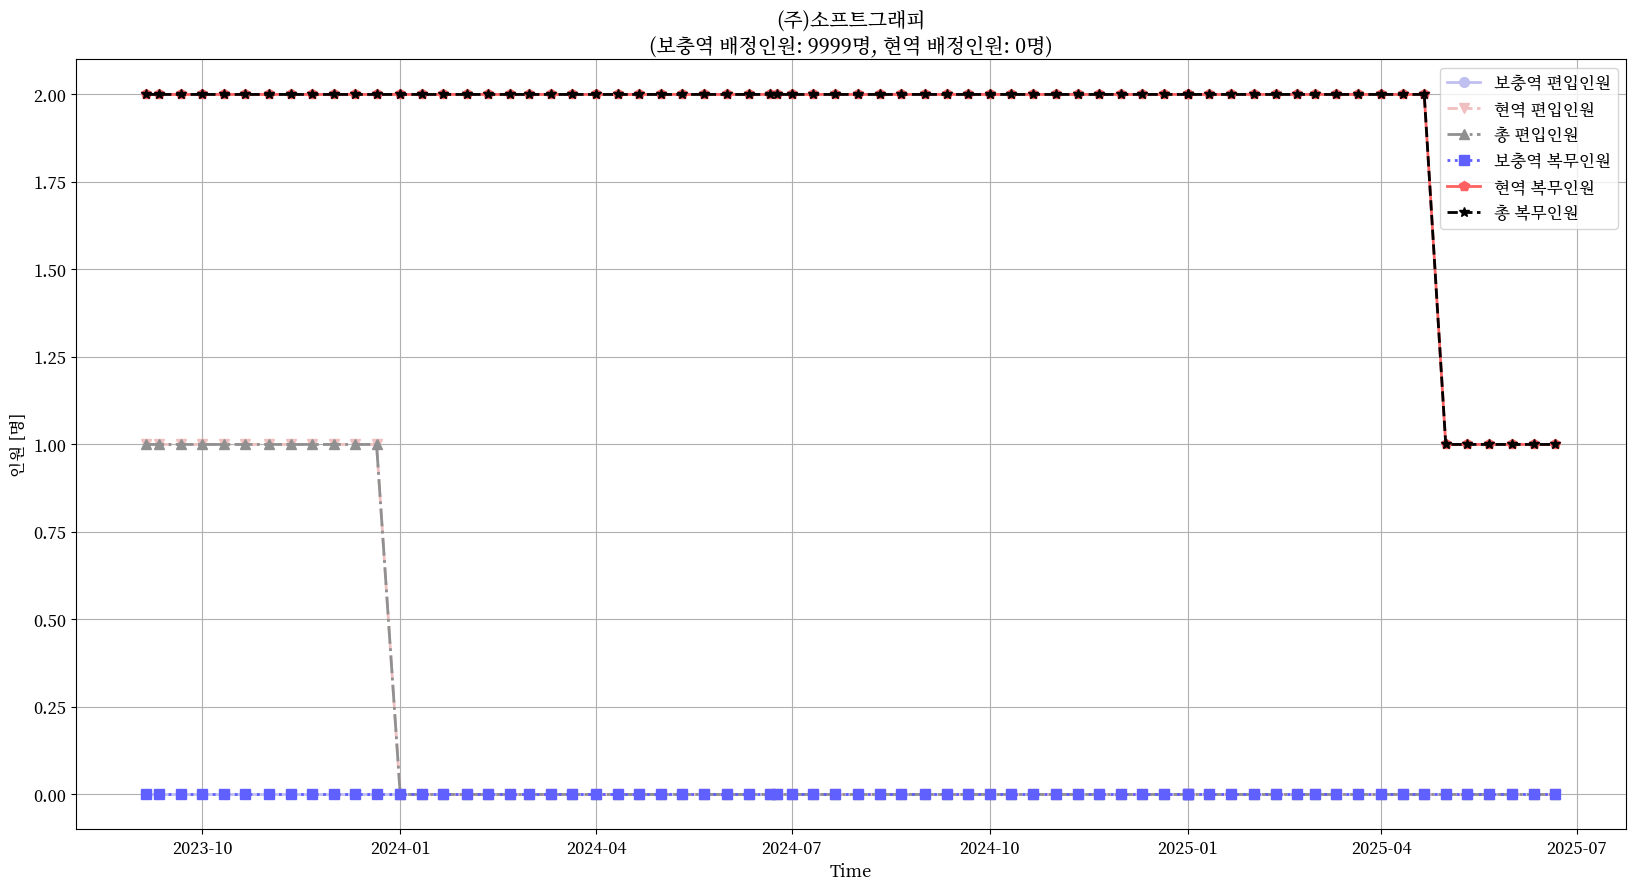 (주)소프트그래피
(보충역 배정인원: 9999명, 현역 배정인원: 0명)
보충역 편입인원
현역 편입인원
총 편입인원
보충역 복무인원
현역 복무인원
총 복무인원
인원 [명]
2.00
1.75
1.50
1.25
1.00
0.75
0.50
0.25
0.00
2023-10 2024-01 2024-04 2024-07 2024-10 2025-01 2025-04 2025-07
Time